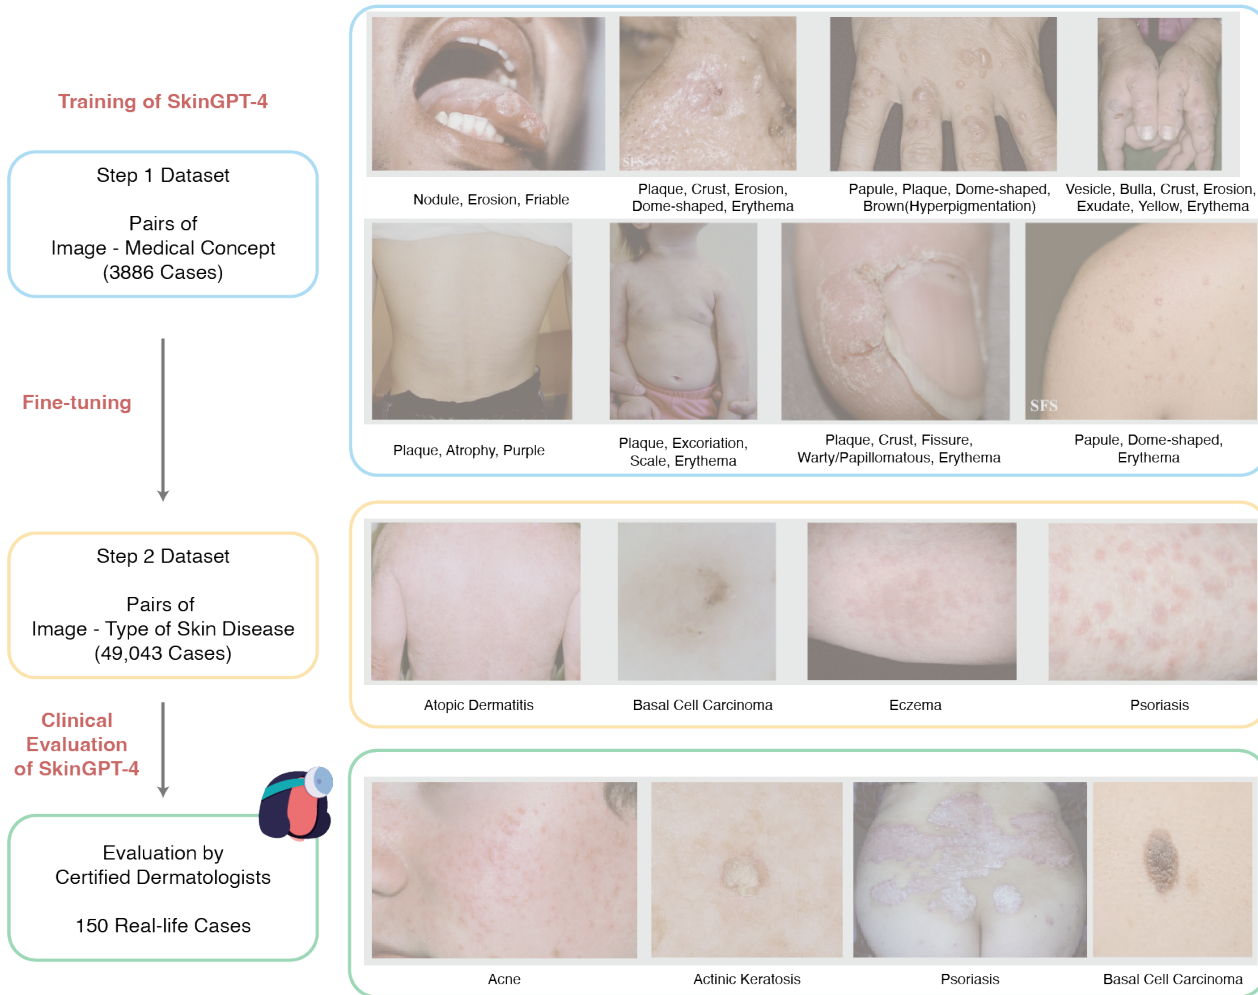 Training of SkinGPT-4
Step 1 Dataset
Pairs of
Image - Medical Concept
(3886 Cases)
Fine-tuning
Step 2 Dataset
Pairs of
Image - Type of Skin Disease
(49,043 Cases)
Clinical
Evaluation
of SkinGPT-4
Evaluation by
Certified Dermatologists
150 Real-life Cases
SFS
Nodule, Erosion, Friable
Plaque, Crust, Erosion,
Dome-shaped, Erythema
Papule, Plaque, Dome-shaped,
Brown(Hyperpigmentation)
Vesicle, Bulla, Crust, Erosion,
Exudate, Yellow, Erythema
SFS
Plaque, Atrophy, Purple
Plaque, Excoriation,
Scale, Erythema
Plaque, Crust, Fissure,
Warty/Papillomatous, Erythema
Papule, Dome-shaped,
Erythema
Atopic Dermatitis
Basal Cell Carcinoma
Eczema
Psoriasis
Acne
Actinic Keratosis
Psoriasis
Basal Cell Carcinoma